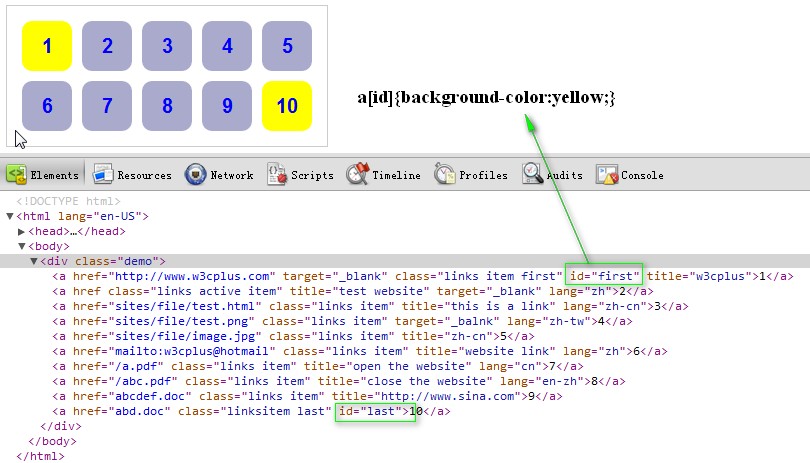 1 2 3 4 5
6 7 8 9 10
a[id]{background-color:yellow;}
Elements Resources Network Scripts Timeline Profiles Audits Console
<!DOCTYPE html>
▼<html lang="en-US">
▶<head>…</head>
▼<body>
▼<div class="demo">
<a href="http://www.w3cplus.com" target="_blank" class="links item first" id="first" title="w3cplus">1</a>
<a href class="links active item" title="test website" target="_blank" lang="zh">2</a>
<a href="sites/file/test.html" class="links item" title="this is a link" lang="zh-cn">3</a>
<a href="sites/file/test.png" class="links item" target="_balnk" lang="zh-tw">4</a>
<a href="sites/file/image.jpg" class="links item" title="zh-cn">5</a>
<a href="mailto:w3cplus@hotmail" class="links item" title="website link" lang="zh">6</a>
<a href="/a.pdf" class="links item" title="open the website" lang="cn">7</a>
<a href="/abc.pdf" class="links item" title="close the website" lang="en-zh">8</a>
<a href="abcdef.doc" class="links item" title="http://www.sina.com">9</a>
<a href="abd.doc" class="linksitem last" id="last">10</a>
</div>
</body>
</html>